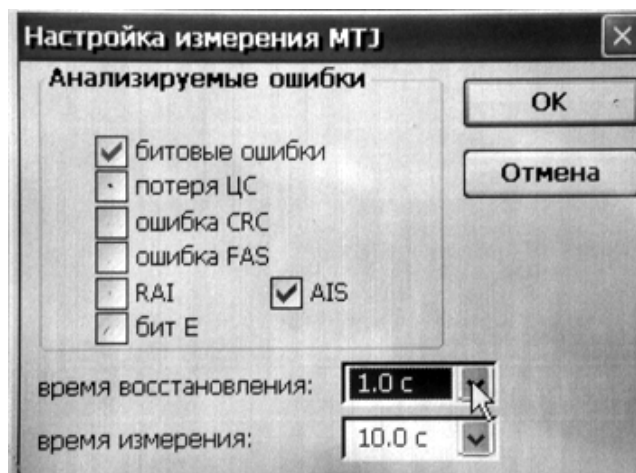 Настройка измерения MTJ
Анализируемые ошибки
OK
битовые ошибки
Отмена
потеря ЦС
ошибка CRC
ошибка FAS
RAI
AIS
бит E
время восстановления: 1.0 с
время измерения: 10.0 с